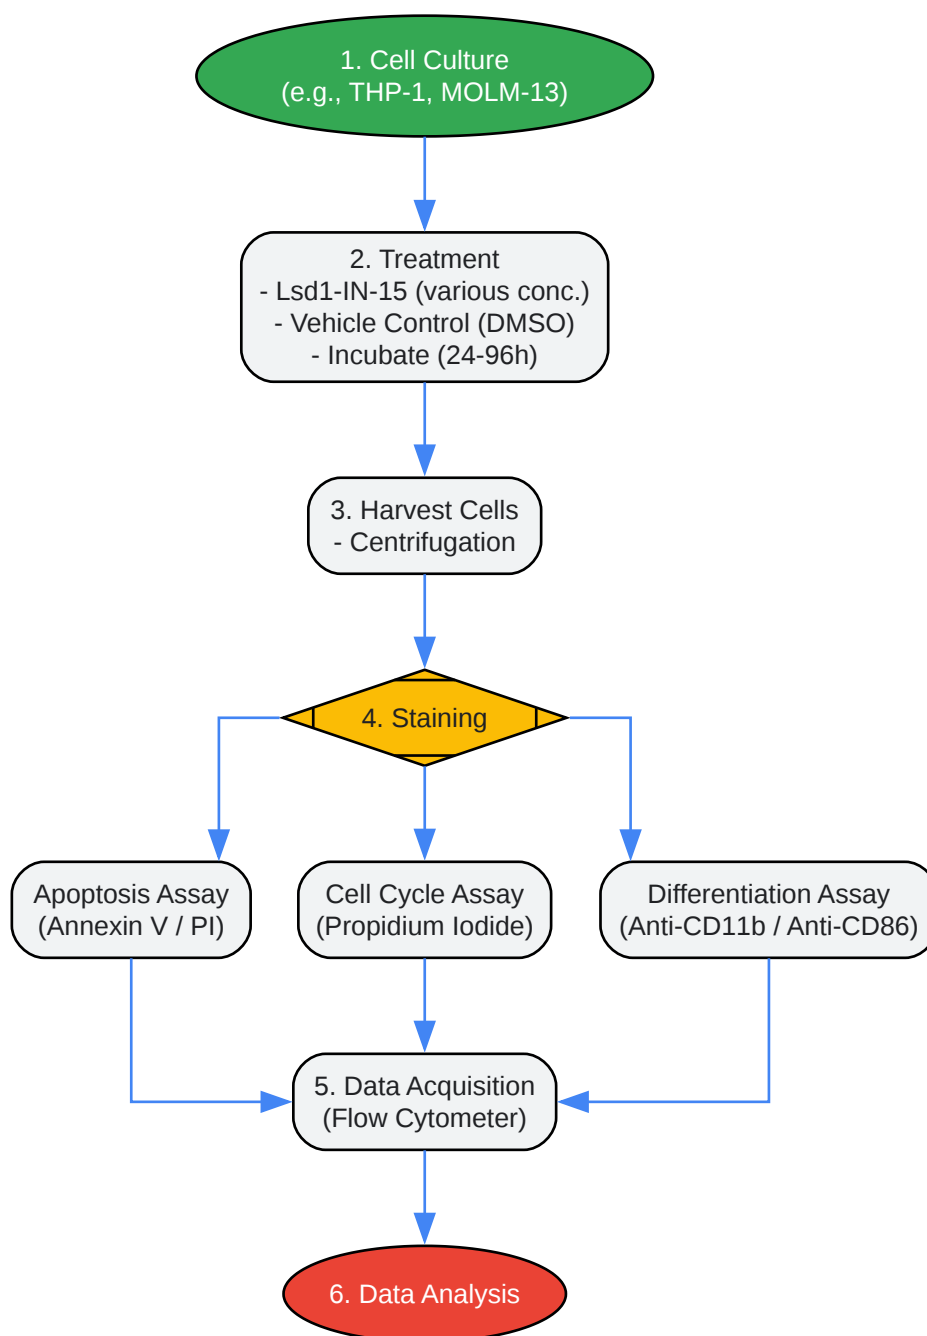 1. Cell Culture
(e.g., THP-1, MOLM-13)
2. Treatment
- Lsd1-IN-15 (various conc.)
- Vehicle Control (DMSO)
- Incubate (24-96h)
3. Harvest Cells
- Centrifugation
4. Staining
Apoptosis Assay
(Annexin V / PI)
Cell Cycle Assay
(Propidium Iodide)
Differentiation Assay
(Anti-CD11b / Anti-CD86)
5. Data Acquisition
(Flow Cytometer)
6. Data Analysis